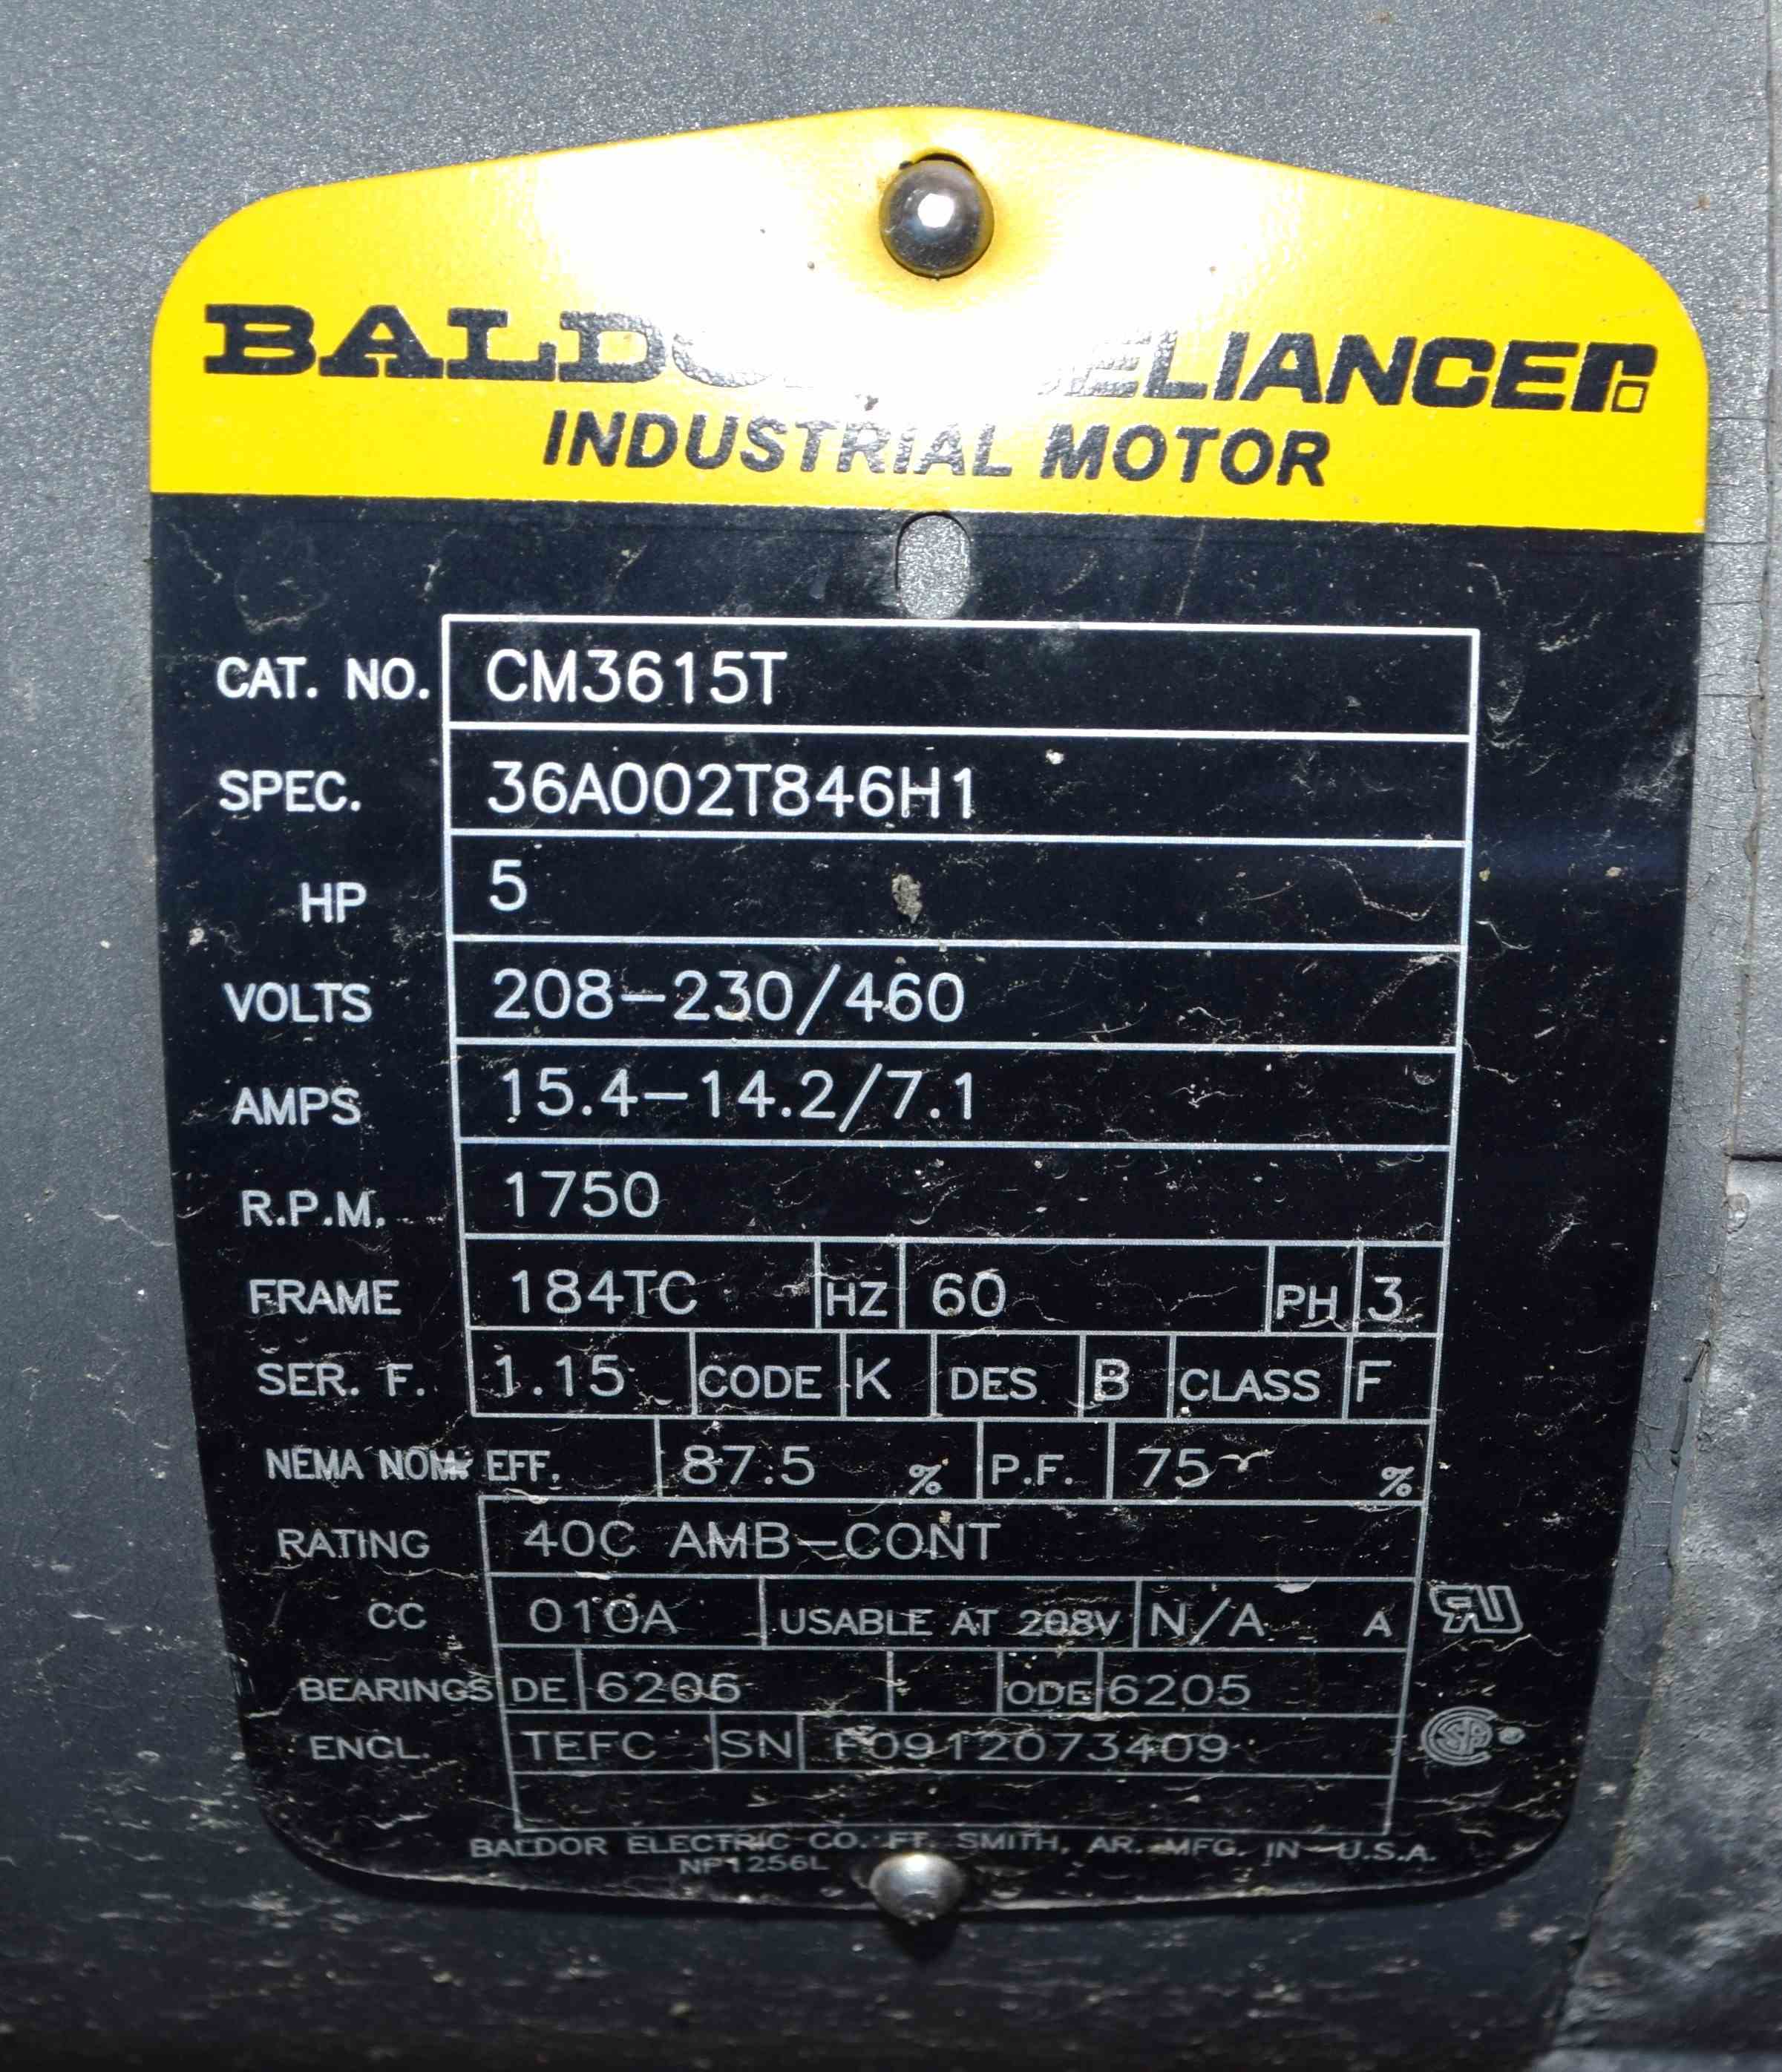 BALDOR RELIANCE
INDUSTRIAL MOTOR
CAT. NO. CM3615T
SPEC. 36A002T846H1
HP 5
VOLTS 208-230/460
AMPS 15.4-14.2/7.1
R.P.M. 1750
FRAME 184TC HZ 60 PH 3
SER. F. 1.15 CODE K DES B CLASS F
NEMA NOM. EFF. 87.5 % P.F. 75 %
RATING 40C AMB-CONT
CC 010A USABLE AT 208V N/A A
BEARINGS DE 6206 ODE 6205
ENCL. TEFC SN F0912073409
BALDOR ELECTRIC CO. FT. SMITH, AR. MFG. IN U.S.A.
NP1256L